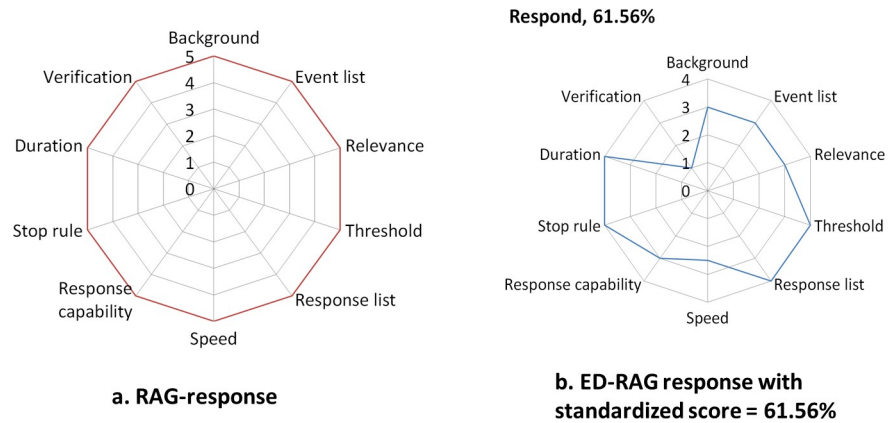 Respond, 61.56%
Background
5
4
3
2
1
0
Event list
Relevance
Threshold
Response list
Speed
Response
capability
Stop rule
Duration
Verification
a. RAG-response
Background
4
3
2
1
0
Event list
Relevance
Threshold
Response list
Speed
Response capability
Stop rule
Duration
Verification
b. ED-RAG response with
standardized score = 61.56%